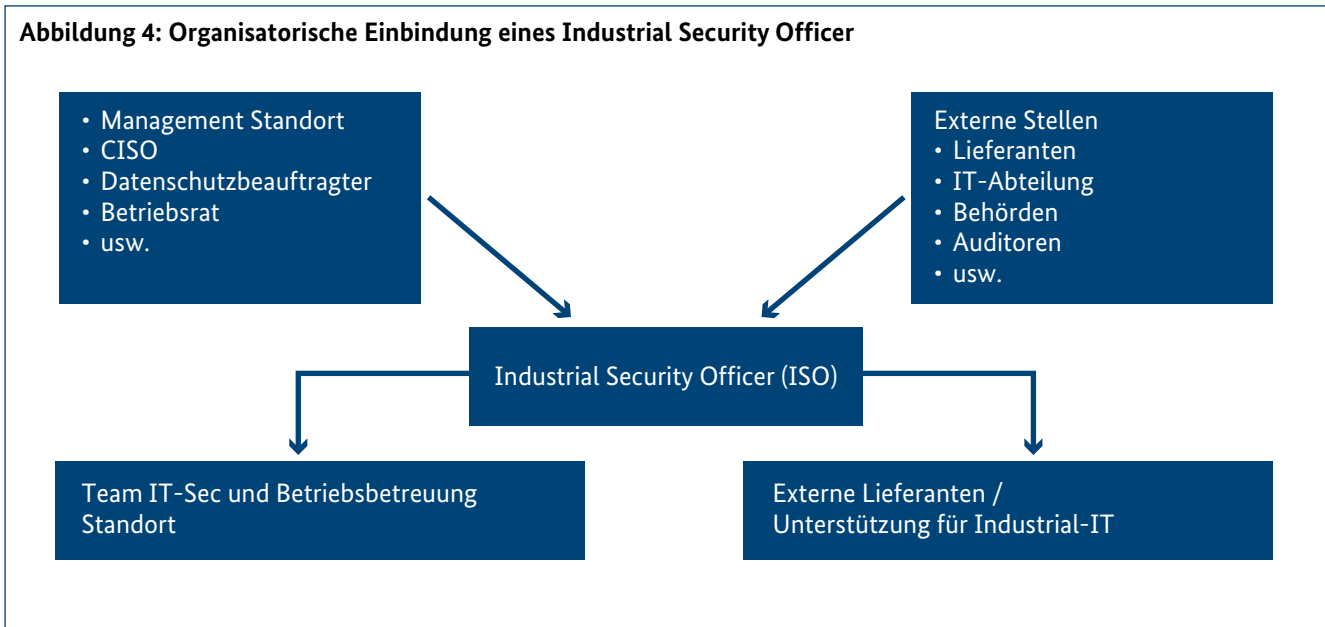 Abbildung 4: Organisatorische Einbindung eines Industrial Security Officer
• Management Standort
• CISO
• Datenschutzbeauftragter
• Betriebsrat
• usw.
Externe Stellen
• Lieferanten
• IT-Abteilung
• Behörden
• Auditoren
• usw.
Industrial Security Officer (ISO)
Team IT-Sec und Betriebsbetreuung
Standort
Externe Lieferanten /
Unterstützung für Industrial-IT